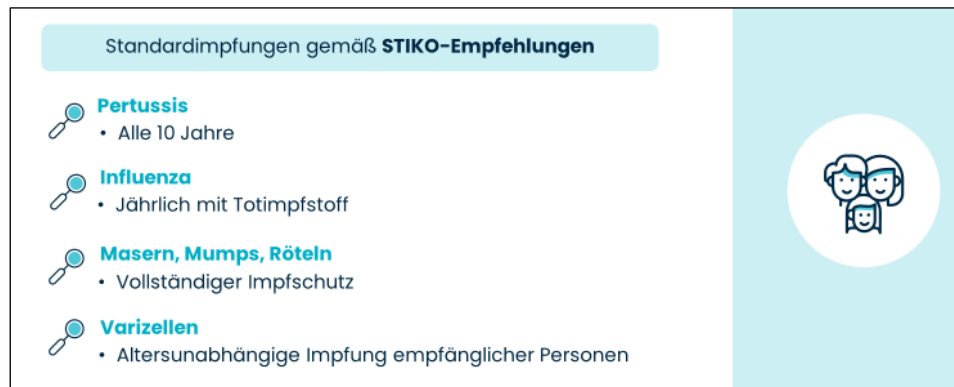 Standardimpfungen gemäß STIKO-Empfehlungen
Pertussis
• Alle 10 Jahre
Influenza
• Jährlich mit Totimpfstoff
Masern, Mumps, Röteln
• Vollständiger Impfschutz
Varizellen
• Altersunabhängige Impfung empfänglicher Personen